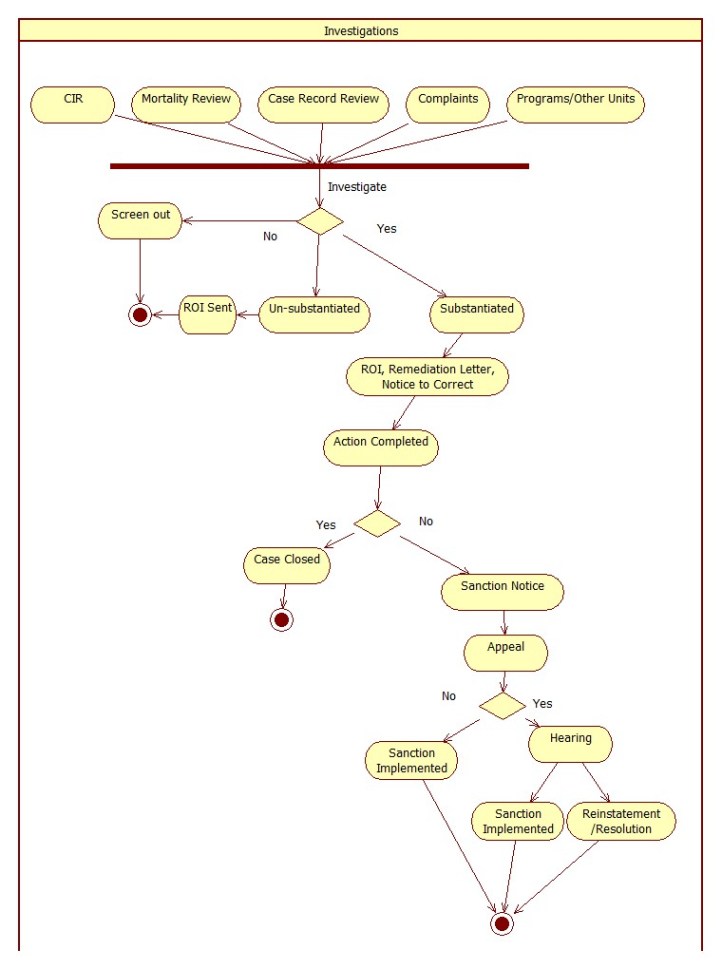 Investigations
CIR
Mortality Review
Case Record Review
Complaints
Programs/Other Units
Investigate
Screen out
No
Yes
ROI Sent
Un-substantiated
Substantiated
ROI, Remediation Letter,
Notice to Correct
Action Completed
Yes
No
Case Closed
Sanction Notice
Appeal
No
Yes
Hearing
Sanction
Implemented
Sanction
Implemented
Reinstatement
/Resolution